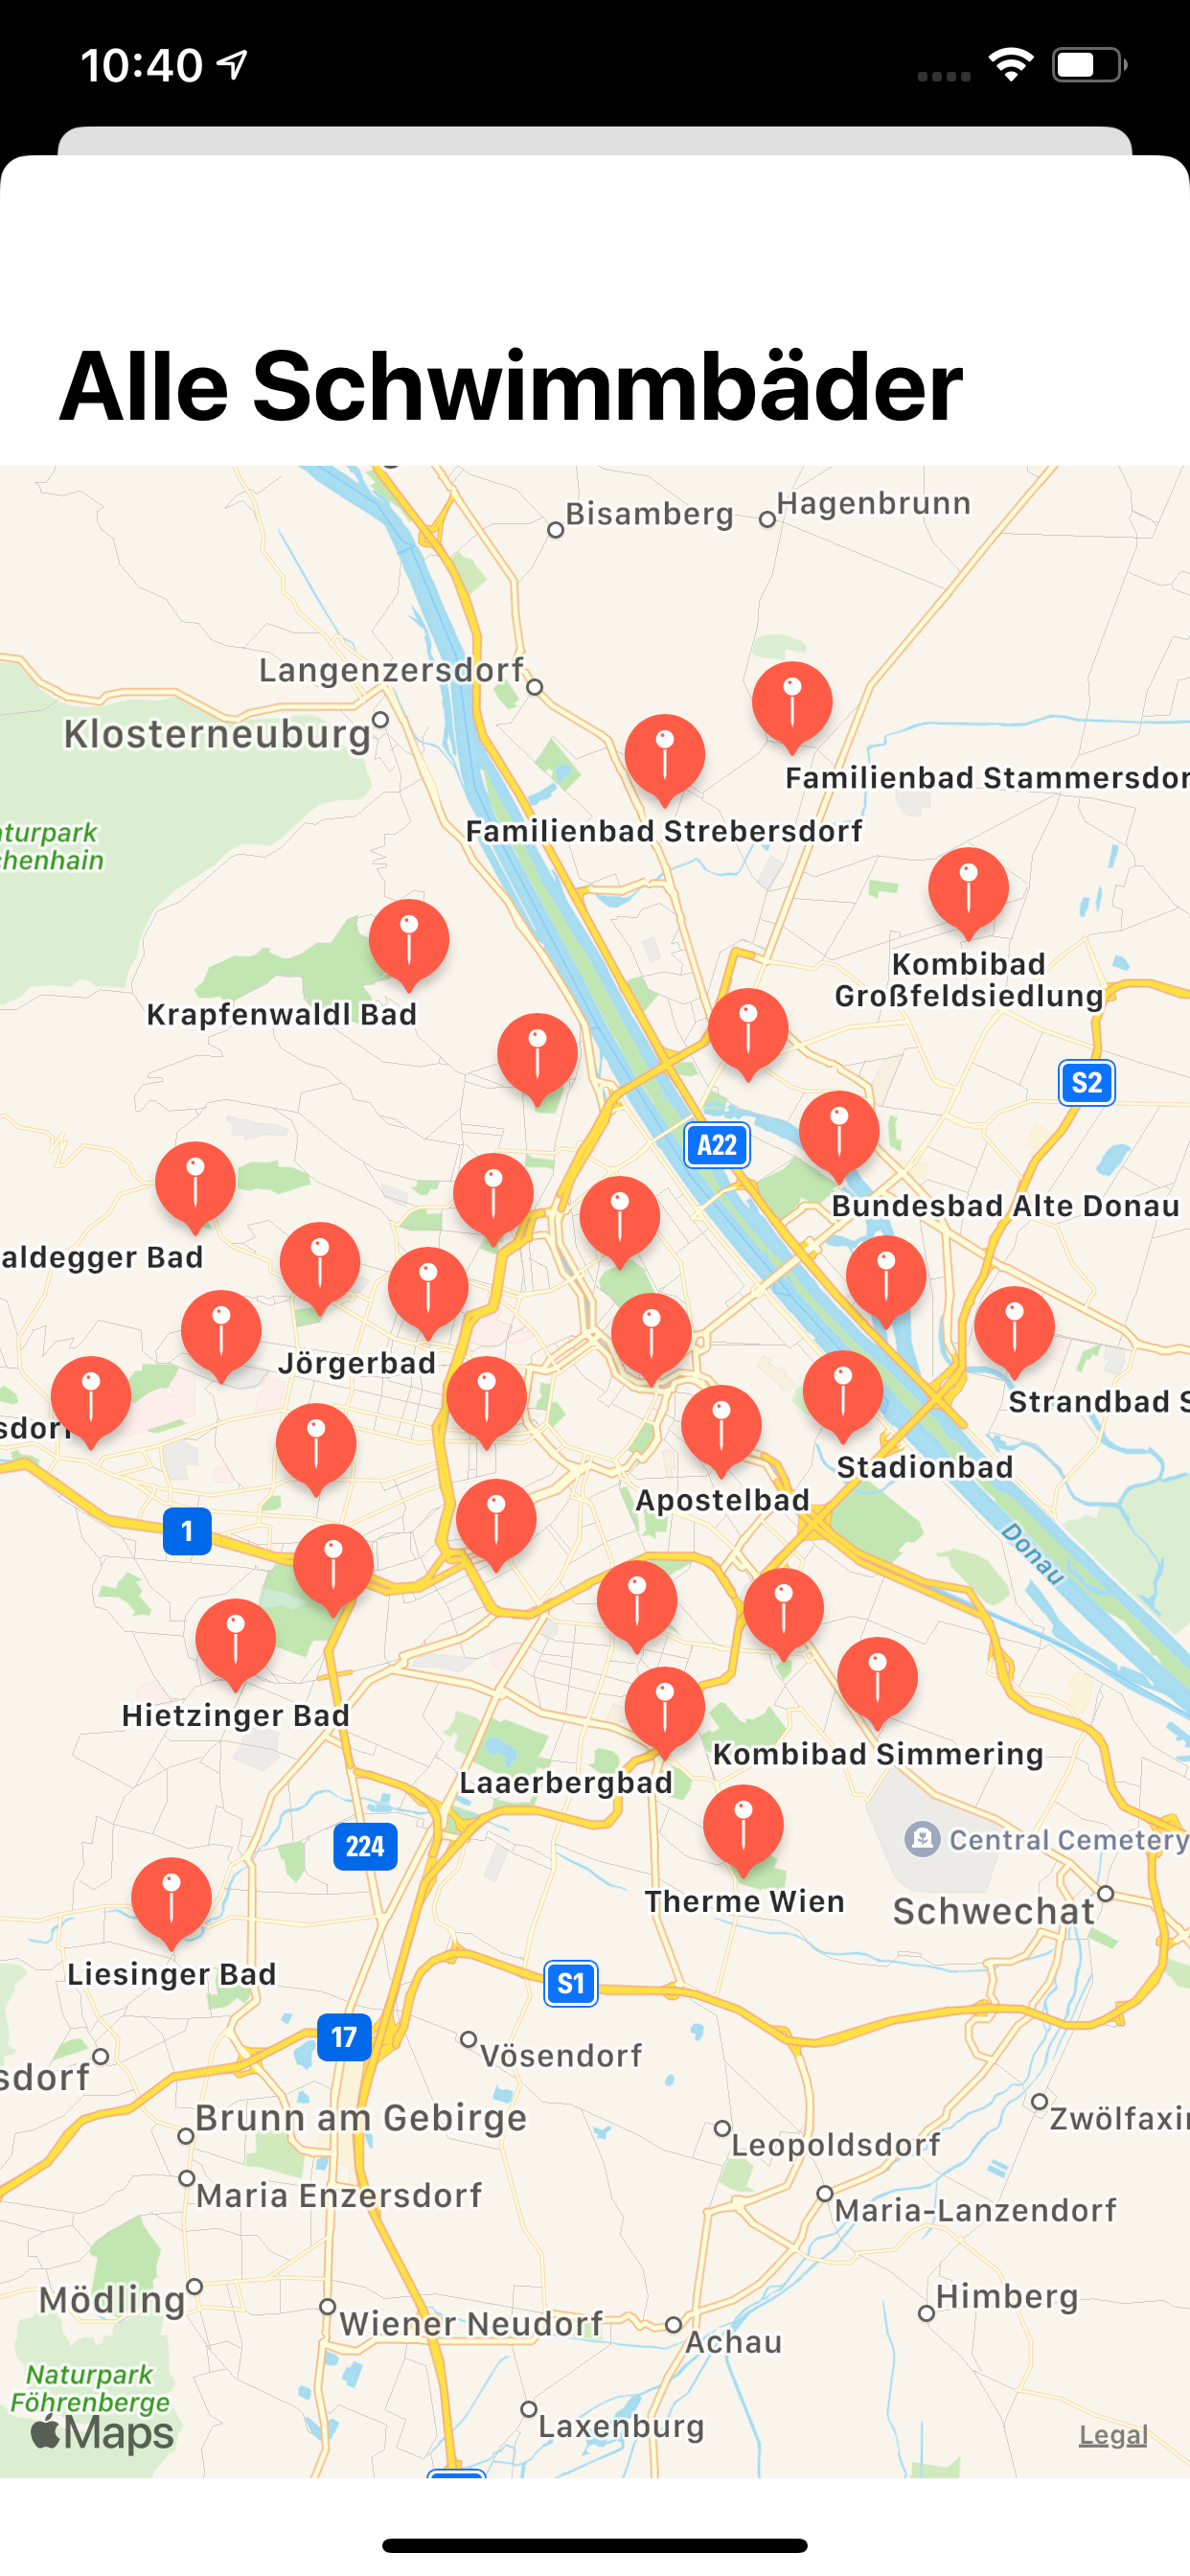 10:40
Alle Schwimmbäder
Bisamberg
Hagenbrunn
Langenzersdorf
Klosterneuburg
Familienbad Stammersdor
Familienbad Strebersdorf
turpark
chenhain
Kombibad
Großfeldsiedlung
Krapfenwaldl Bad
S2
A22
Bundesbad Alte Donau
aldegger Bad
Jörgerbad
Strandbad S
sdorf
Stadionbad
Apostelbad
1
Donau
Hietzinger Bad
Kombibad Simmering
Laaerbergbad
224
Central Cemetery
Therme Wien
Schwechat
Liesinger Bad
S1
17
Vösendorf
sdorf
Brunn am Gebirge
Zwölfaxi
Leopoldsdorf
Maria Enzersdorf
Maria-Lanzendorf
Mödling
Himberg
Wiener Neudorf
Achau
Naturpark
Föhrenberge
Maps
Laxenburg
Legal